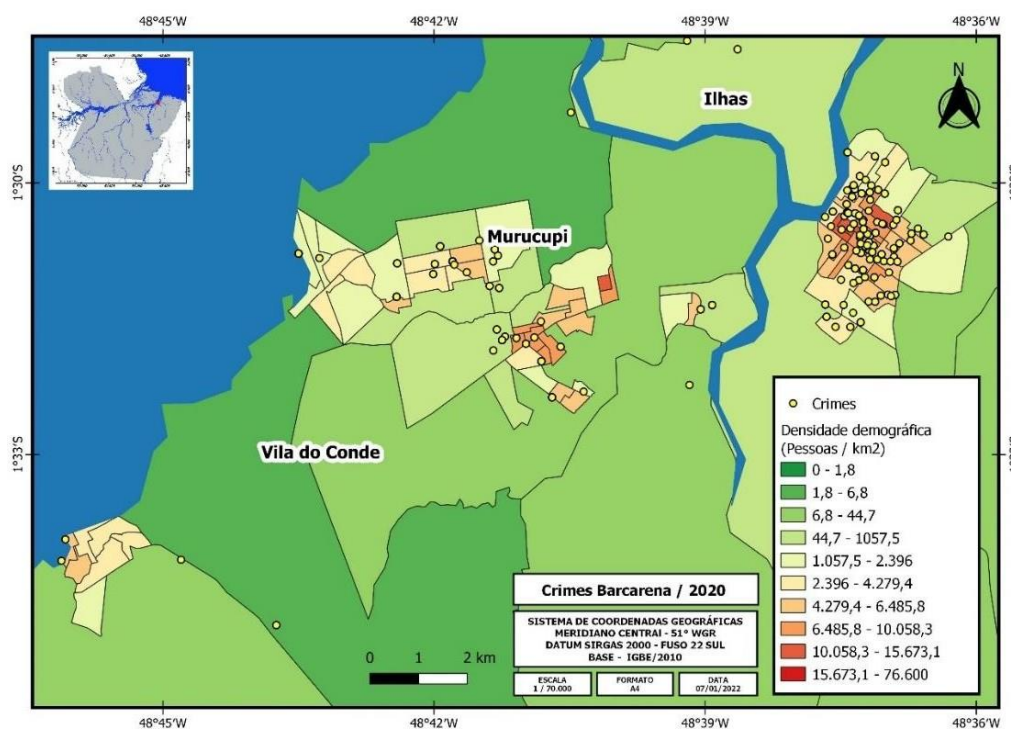 48°45'W 48°42'W 48°39'W 48°36'W
N
Ilhas
1°30'S
Murucupi
Crimes
Densidade demográfica
(Pessoas / km2)
0 - 1,8
1,8 - 6,8
6,8 - 44,7
44,7 - 1057,5
1.057,5 - 2.396
2.396 - 4.279,4
4.279,4 - 6.485,8
6.485,8 - 10.058,3
10.058,3 - 15.673,1
15.673,1 - 76.600
1°33'S
Vila do Conde
Crimes Barcarena / 2020
SISTEMA DE COORDENADAS GEOGRÁFICAS
MERIDIANO CENTRAl - 51° WGR
DATUM SIRGAS 2000 - FUSO 22 SUL
BASE - IGBE/2010
0 1 2 km
ESCALA
1 / 70.000
FORMATO
A4
DATA
07/01/2022
48°45'W 48°42'W 48°39'W 48°36'W